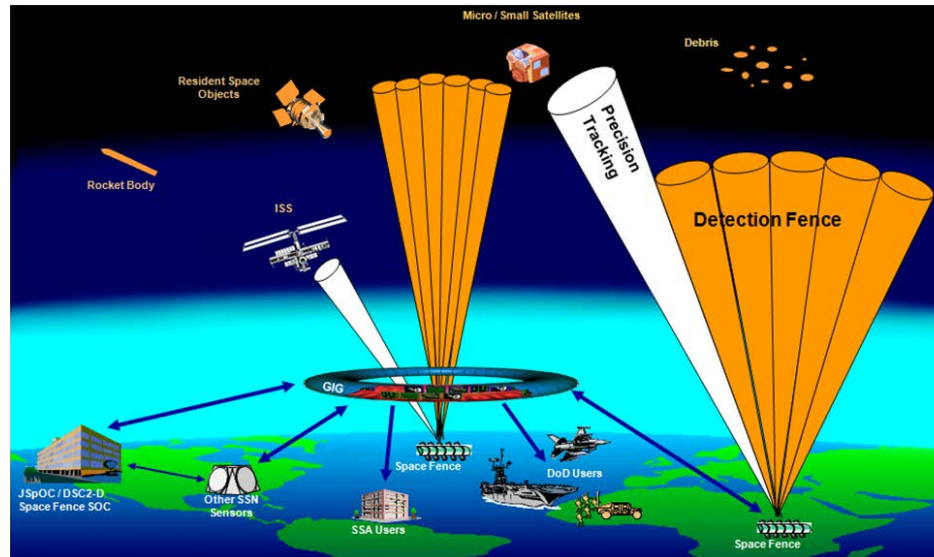 Micro / Small Satellites
Debris
Resident Space
Objects
Precision
Tracking
Rocket Body
ISS
Detection Fence
GIG
Space Fence
DoD Users
JSpOC / DSC2-D
Space Fence SOC
Other SSN
Sensors
SSA Users
Space Fence